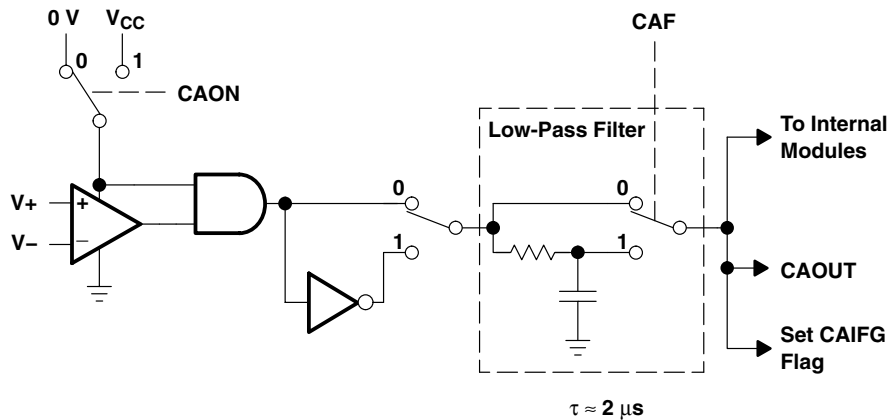 0 V
VCC
0
1
CAON
CAF
Low-Pass Filter
To Internal
Modules
V+
+
V−
−
0
1
0
1
CAOUT
Set CAIFG
Flag
τ ≈ 2 μs